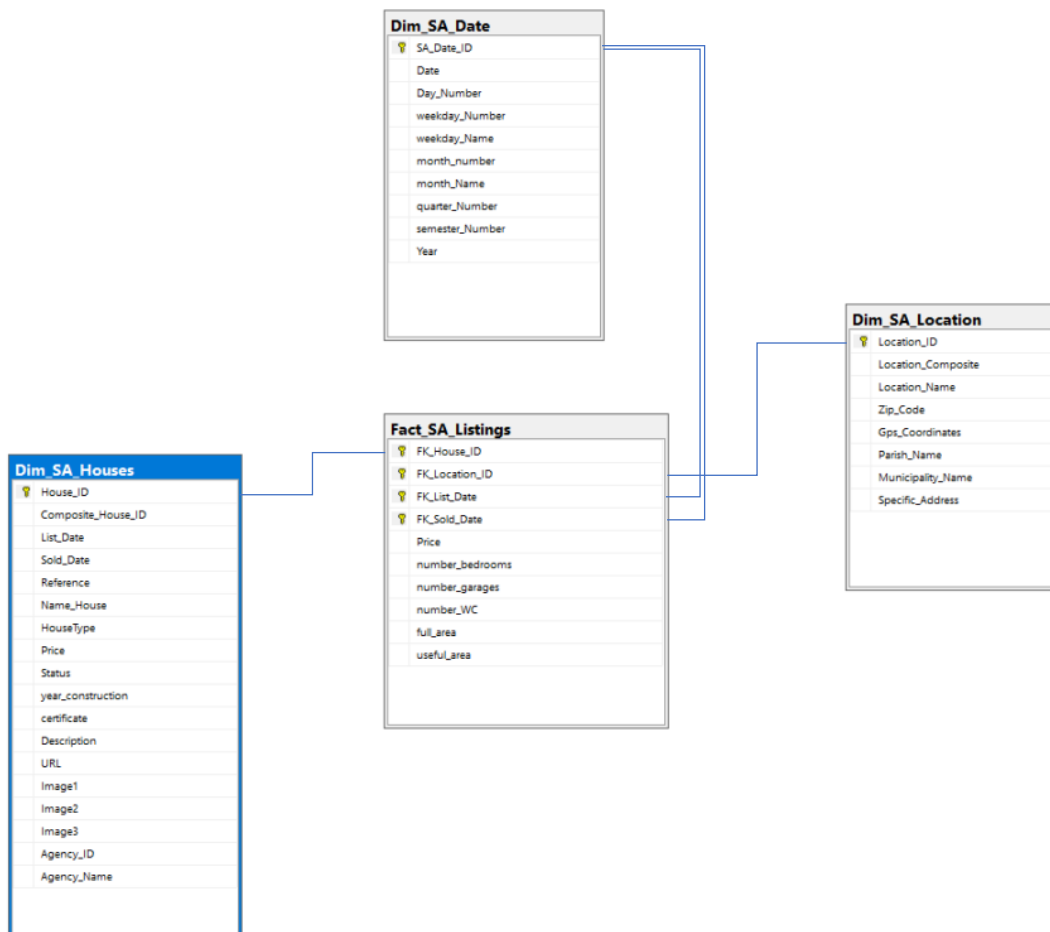 Dim_SA_Date
SA_Date_ID
Date
Day_Number
weekday_Number
weekday_Name
month_number
month_Name
quarter_Number
semester_Number
Year
Dim_SA_Location
Location_ID
Location_Composite
Location_Name
Zip_Code
Gps_Coordinates
Parish_Name
Municipality_Name
Specific_Address
Fact_SA_Listings
FK_House_ID
FK_Location_ID
FK_List_Date
FK_Sold_Date
Price
number_bedrooms
number_garages
number_WC
full_area
useful_area
Dim_SA_Houses
House_ID
Composite_House_ID
List_Date
Sold_Date
Reference
Name_House
HouseType
Price
Status
year_construction
certificate
Description
URL
Image1
Image2
Image3
Agency_ID
Agency_Name